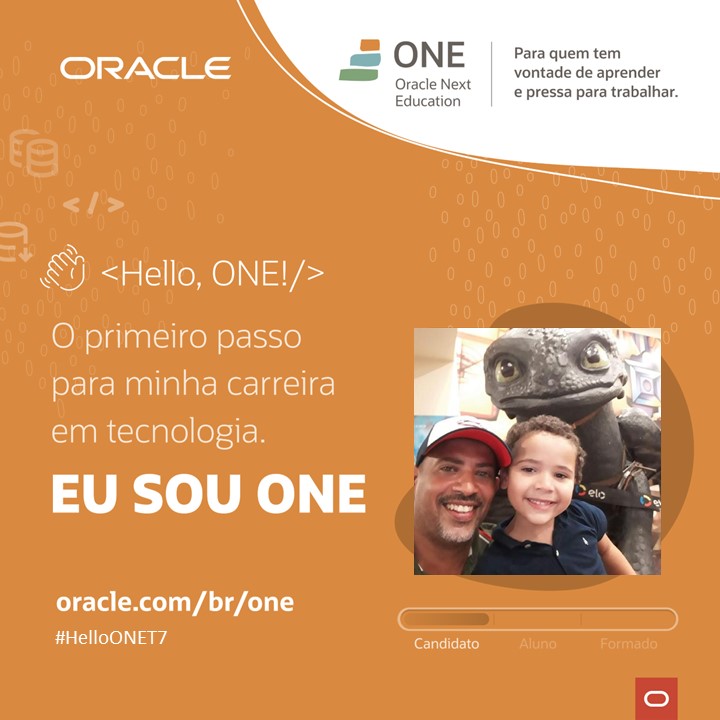 ORACLE
ONE
Oracle Next
Education
Para quem tem
vontade de aprender
e pressa para trabalhar.
</>
<Hello, ONE!/>
O primeiro passo
para minha carreira
em tecnologia.
EU SOU ONE
elo
oracle.com/br/one
#HelloONET7
Candidato Aluno Formado